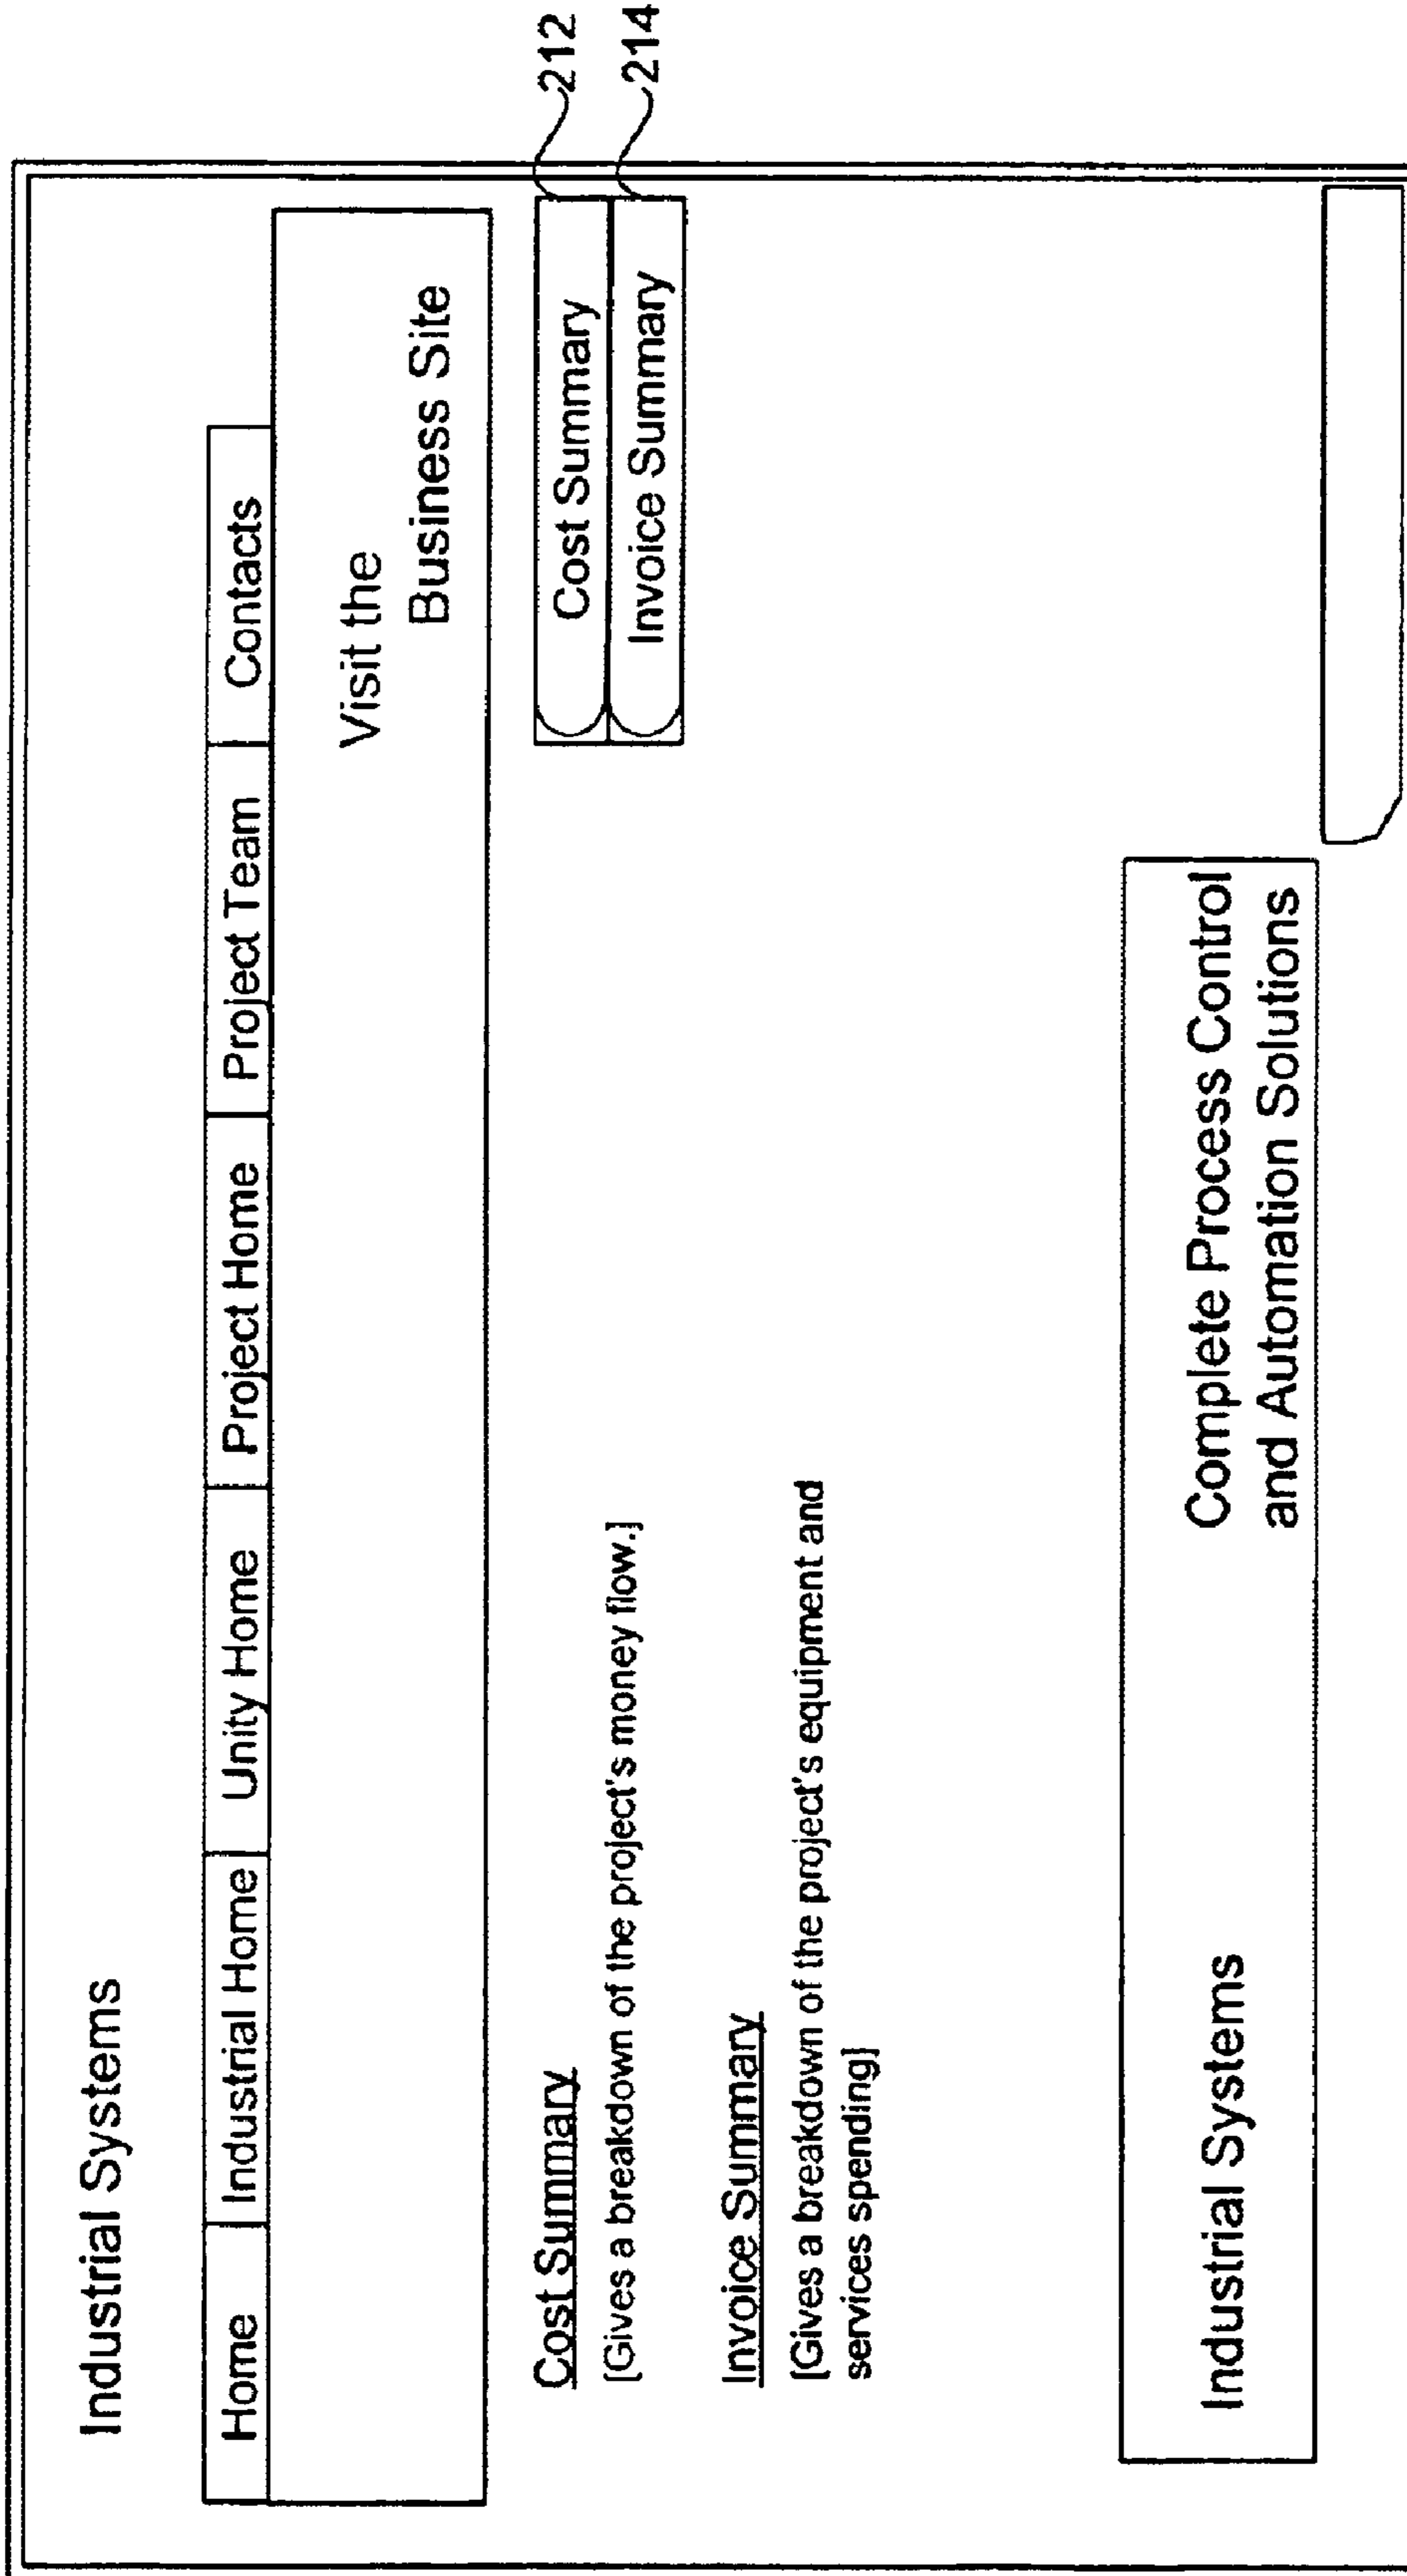 Industrial Systems
Home Industrial Home Unity Home Project Home Project Team Contacts
Visit the
Business Site
Cost Summary 212
Invoice Summary 214
Cost Summary
[Gives a breakdown of the project's money flow.]
Invoice Summary
[Gives a breakdown of the project's equipment and
services spending]
Industrial Systems
Complete Process Control
and Automation Solutions